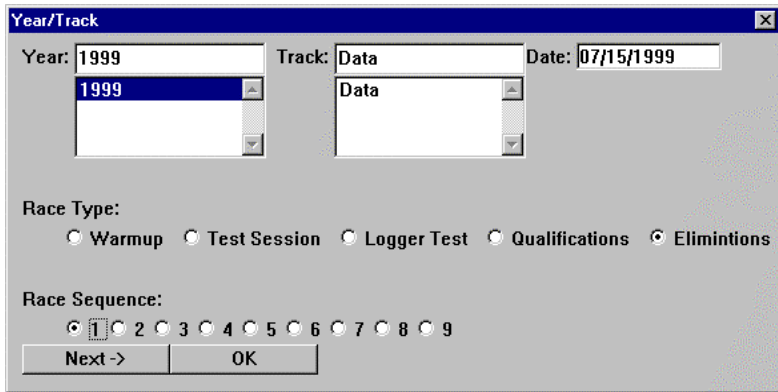 Year/Track
Year: 1999 Track: Data Date: 07/15/1999
1999 Data
Race Type:
Warmup Test Session Logger Test Qualifications Elimintions
Race Sequence:
1 2 3 4 5 6 7 8 9
Next -> OK